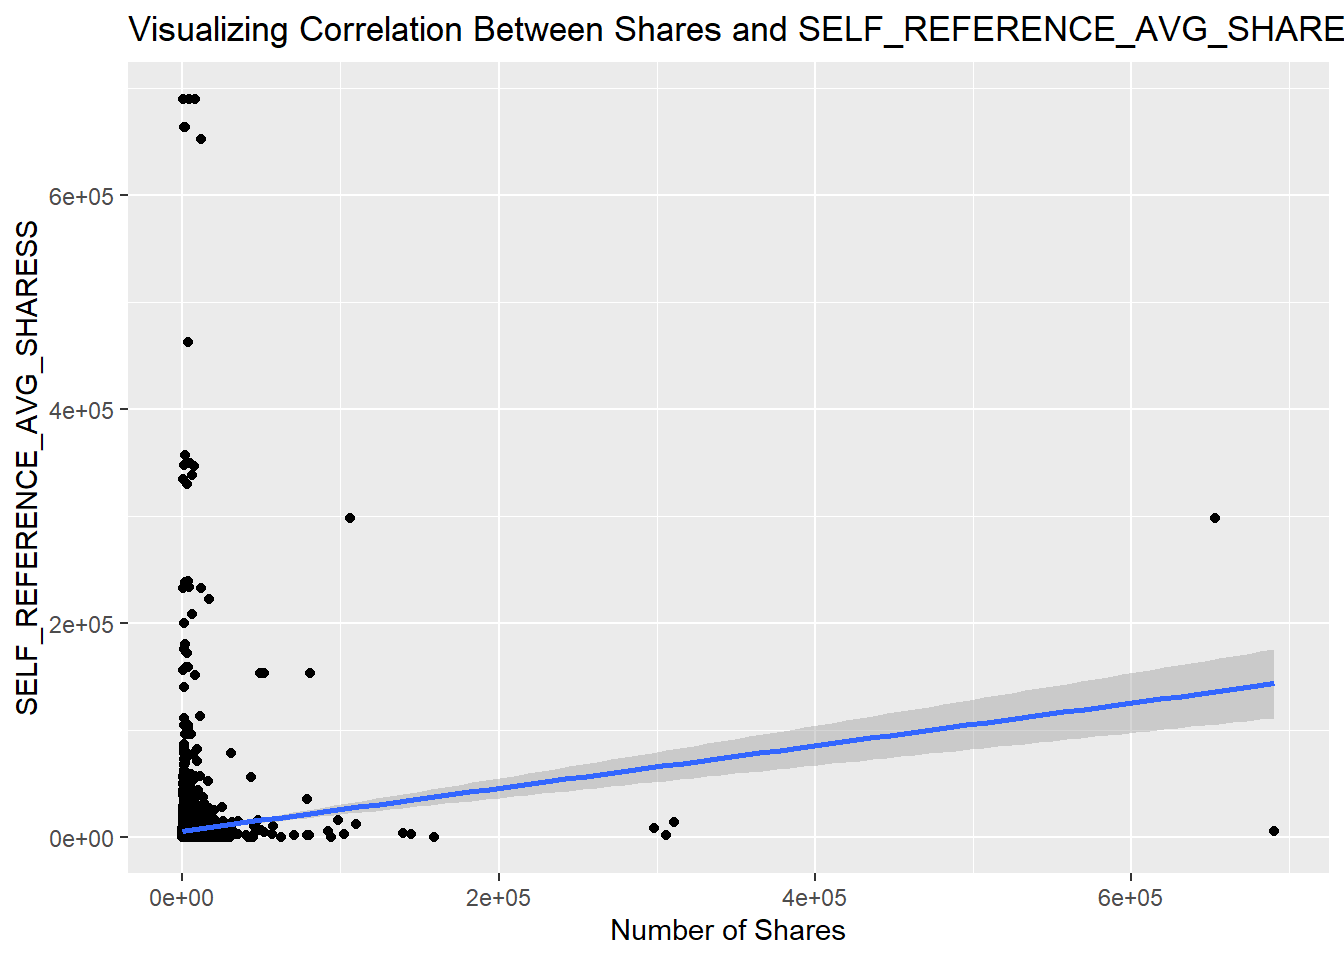 Visualizing Correlation Between Shares and SELF_REFERENCE_AVG_SHARE
6e+05
4e+05
2e+05
0e+00
SELF_REFERENCE_AVG_SHARESS
0e+00 2e+05 4e+05 6e+05
Number of Shares